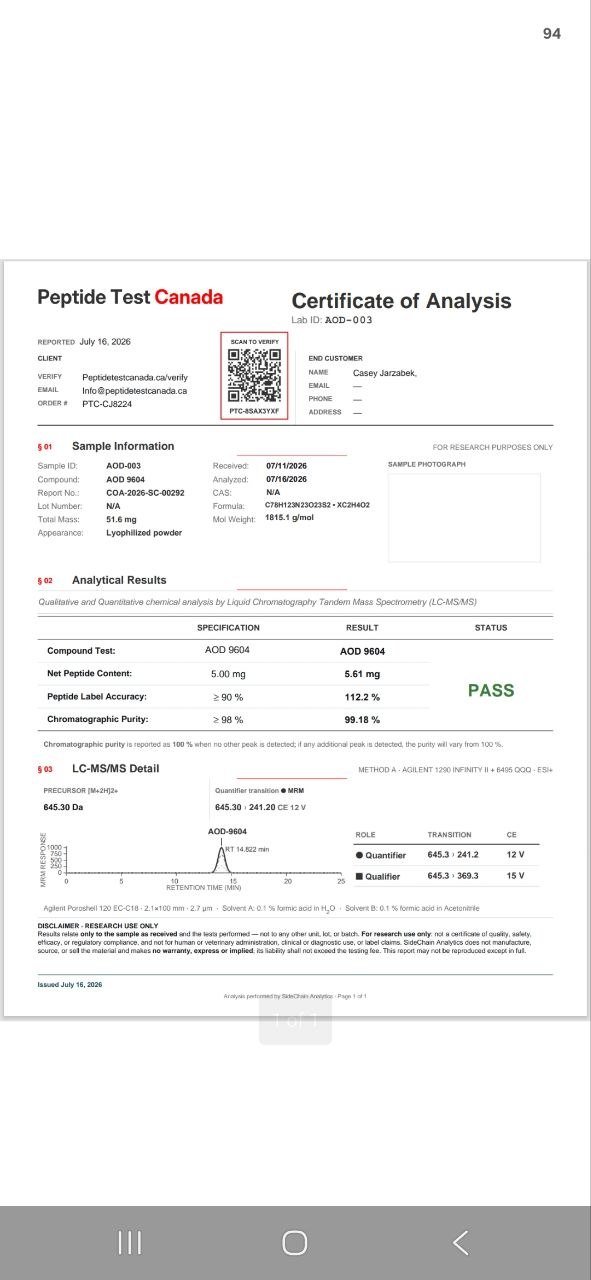 94
Peptide Test Canada
Certificate of Analysis
Lab ID: AOD-003
REPORTED July 16, 2026
CLIENT
VERIFY Peptidetestcanada.ca/verify
EMAIL Info@peptidetestcanada.ca
ORDER # PTC-CJ8224
SCAN TO VERIFY
PTC-8SAX3YXF
END CUSTOMER
NAME Casey Jarzabek,
EMAIL —
PHONE —
ADDRESS —
§ 01 Sample Information
FOR RESEARCH PURPOSES ONLY
Sample ID: AOD-003
Compound: AOD 9604
Report No.: COA-2026-SC-00292
Lot Number: N/A
Total Mass: 51.6 mg
Appearance: Lyophilized powder
Received: 07/11/2026
Analyzed: 07/16/2026
CAS: N/A
Formula: C78H123N23O23S2 • XC2H4O2
Mol Weight: 1815.1 g/mol
SAMPLE PHOTOGRAPH
§ 02 Analytical Results
Qualitative and Quantitative chemical analysis by Liquid Chromatography Tandem Mass Spectrometry (LC-MS/MS)
SPECIFICATION RESULT STATUS
Compound Test: AOD 9604 AOD 9604
Net Peptide Content: 5.00 mg 5.61 mg
PASS
Peptide Label Accuracy: ≥ 90 % 112.2 %
Chromatographic Purity: ≥ 98 % 99.18 %
Chromatographic purity is reported as 100 % when no other peak is detected; if any additional peak is detected, the purity will vary from 100 %.
§ 03 LC-MS/MS Detail
METHOD A - AGILENT 1290 INFINITY II + 6495 QQQ - ESI+
PRECURSOR [M+2H]2+
645.30 Da
Quantifier transition ● MRM
645.30 › 241.20 CE 12 V
AOD-9604
RT 14.822 min
MRM RESPONSE
1000
750
500
250
0
0 5 10 15 20 25
RETENTION TIME (MIN)
ROLE TRANSITION CE
● Quantifier 645.3 › 241.2 12 V
■ Qualifier 645.3 › 369.3 15 V
Agilent Poroshell 120 EC-C18 · 2.1×100 mm · 2.7 µm · Solvent A: 0.1 % formic acid in H2O · Solvent B: 0.1 % formic acid in Acetonitrile
DISCLAIMER - RESEARCH USE ONLY
Results relate only to the sample as received and the tests performed — not to any other unit, lot, or batch. For research use only: not a certificate of quality, safety,
efficacy, or regulatory compliance, and not for human or veterinary administration, clinical or diagnostic use, or label claims. SideChain Analytics does not manufacture,
source, or sell the material and makes no warranty, express or implied; its liability shall not exceed the testing fee. This report may not be reproduced except in full.
Issued July 16, 2026
Analysis performed by SideChain Analytics - Page 1 of 1
1 of 1